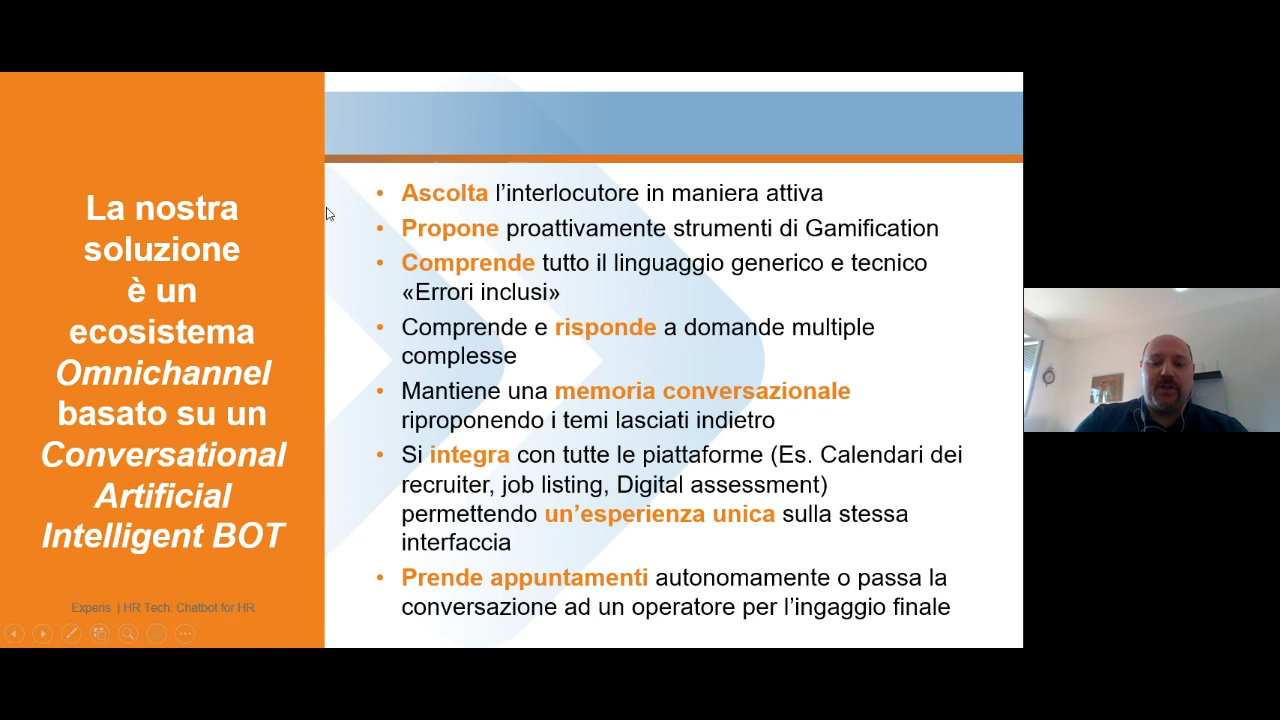 La nostra
soluzione
è un
ecosistema
Omnichannel
basato su un
Conversational
Artificial
Intelligent BOT
Experis | HR Tech: Chatbot for HR
• Ascolta l’interlocutore in maniera attiva
• Propone proattivamente strumenti di Gamification
• Comprende tutto il linguaggio generico e tecnico
«Errori inclusi»
• Comprende e risponde a domande multiple
complesse
• Mantiene una memoria conversazionale
riproponendo i temi lasciati indietro
• Si integra con tutte le piattaforme (Es. Calendari dei
recruiter, job listing, Digital assessment)
permettendo un’esperienza unica sulla stessa
interfaccia
• Prende appuntamenti autonomamente o passa la
conversazione ad un operatore per l’ingaggio finale